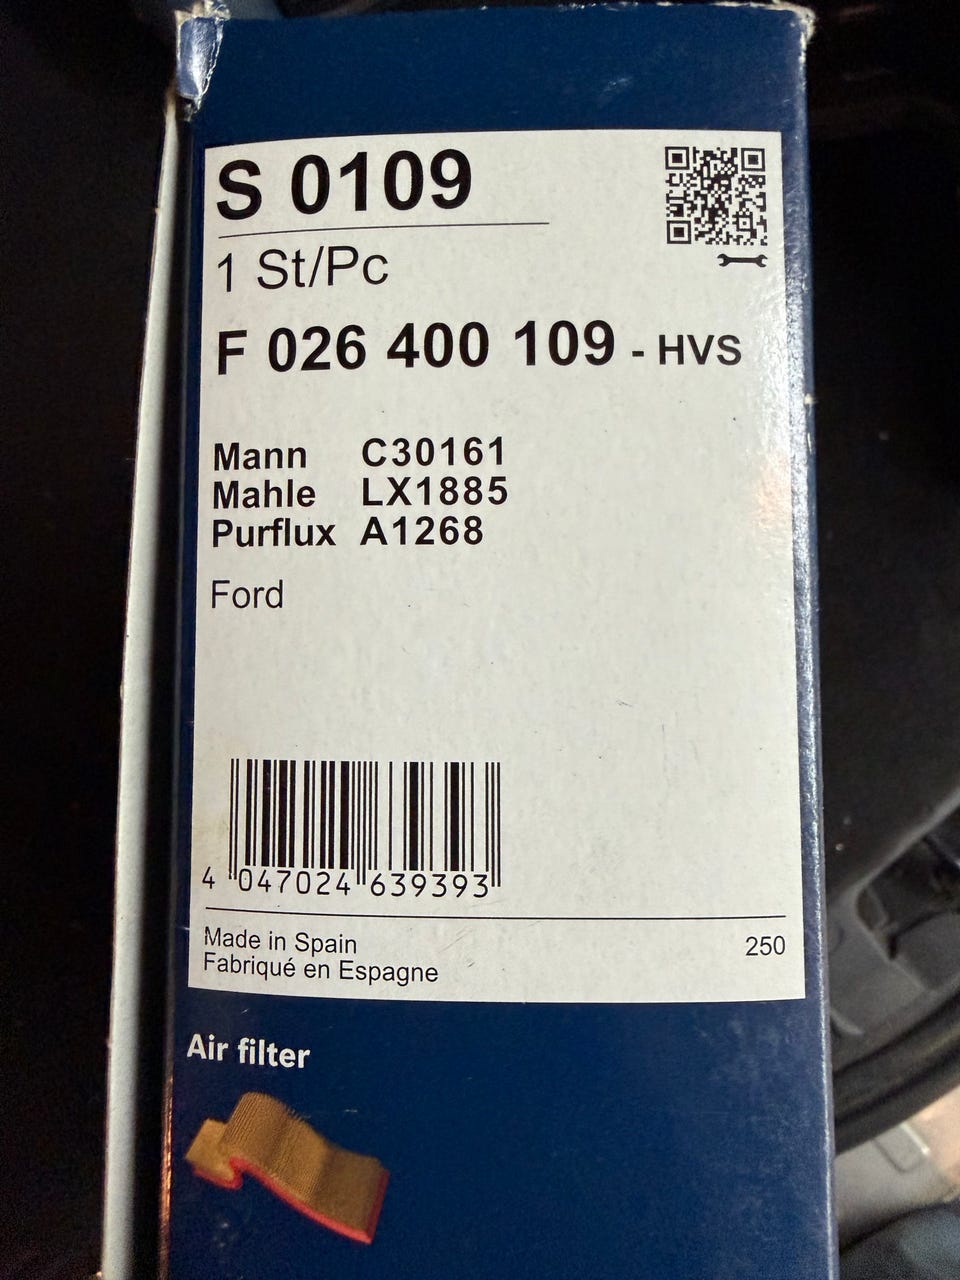 S 0109
1 St/Pc
F 026 400 109 - HVS
Mann C30161
Mahle LX1885
Purflux A1268
Ford
4 047024 639393
Made in Spain
Fabriqué en Espagne
250
Air filter